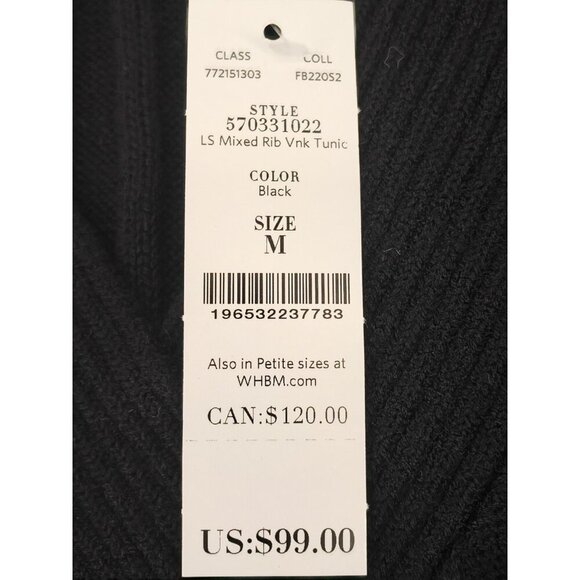 CLASS COLL
772151303 FB220S2
STYLE
570331022
LS Mixed Rib Vnk Tunic
COLOR
Black
SIZE
M
196532237783
Also in Petite sizes at
WHBM.com
CAN:$120.00
US:$99.00